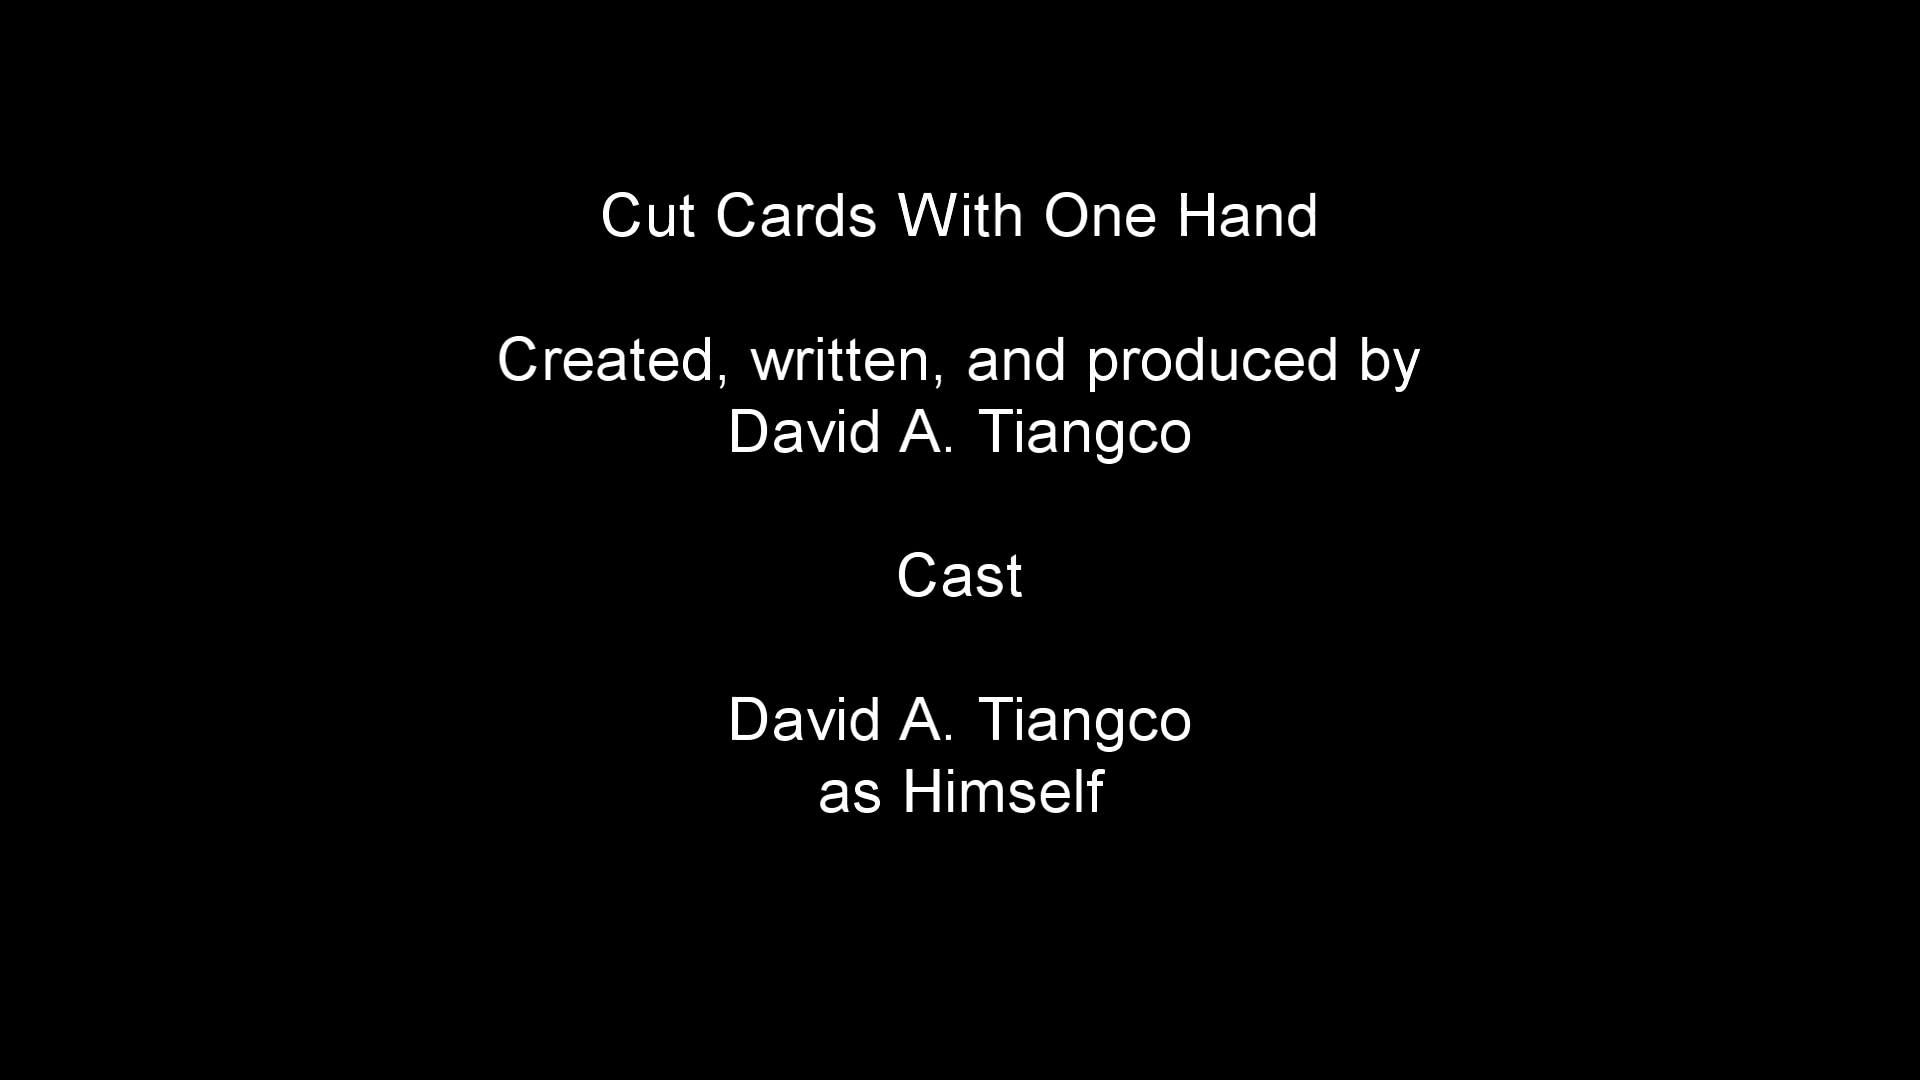 Cut Cards With One Hand
Created, written, and produced by
David A. Tiangco
Cast
David A. Tiangco
as Himself